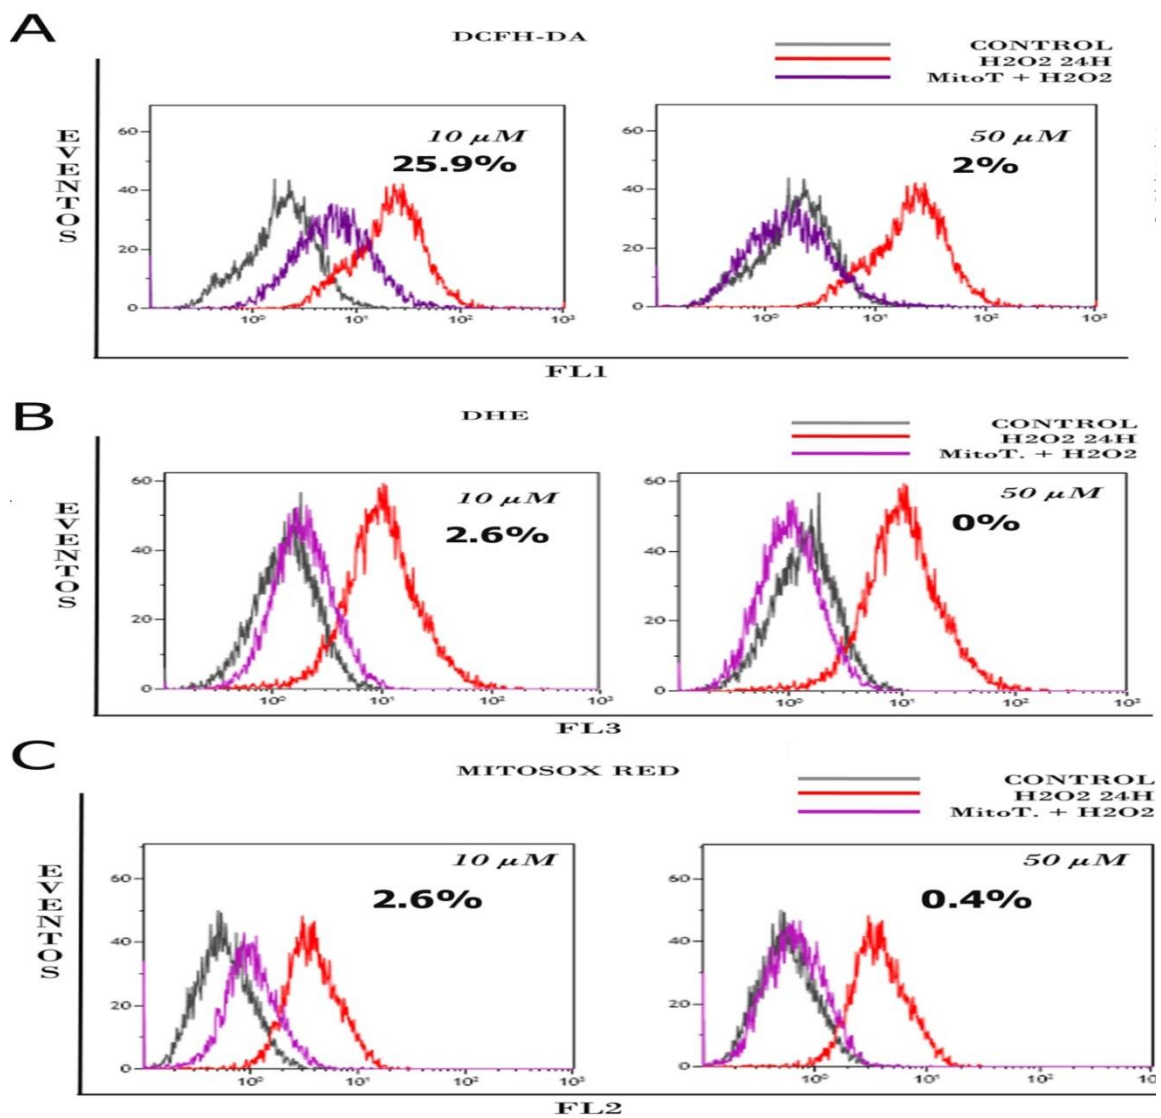 A
DCFH-DA
CONTROL
H2O2 24H
MitoT + H2O2
EVENTOS
10 μM
25.9%
60
40
20
0
10⁰ 10¹ 10² 10³
50 μM
2%
60
40
20
0
10⁰ 10¹ 10² 10³
FL1
B
DHE
CONTROL
H2O2 24H
MitoT. + H2O2
EVENTOS
10 μM
2.6%
60
40
20
0
10⁰ 10¹ 10² 10³
50 μM
0%
60
40
20
0
10⁰ 10¹ 10² 10³
FL3
C
MITOSOX RED
CONTROL
H2O2 24H
MitoT. + H2O2
EVENTOS
10 μM
2.6%
60
40
20
0
10⁰ 10¹ 10² 10³
50 μM
0.4%
60
40
20
0
10⁰ 10¹ 10²
FL2